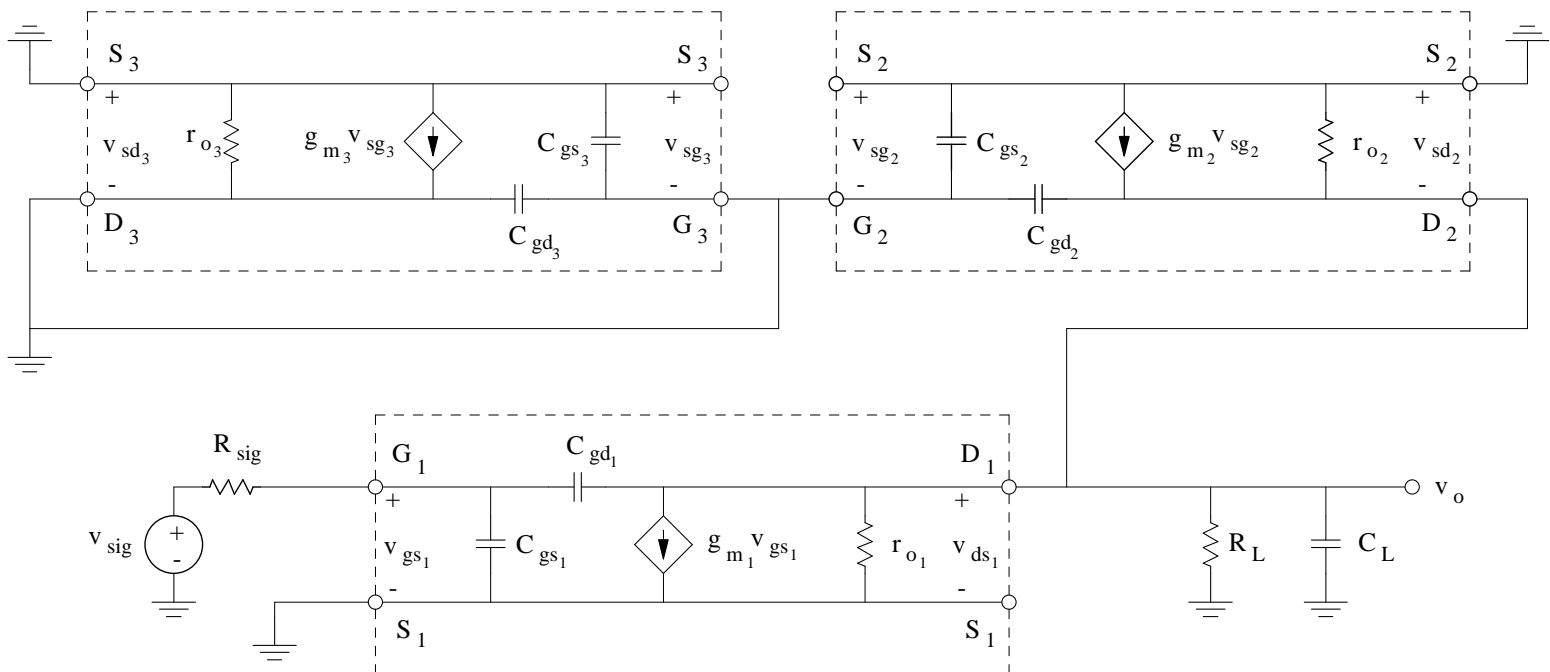 S3 S3 S2 S2
+ + + +
vsd3 ro3 gm3vsg3 Cgs3 vsg3 vsg2 Cgs2 gm2vsg2 ro2 vsd2
- - - -
D3 Cgd3 G3 G2 Cgd2 D2
Rsig G1 Cgd1 D1
+ + vo
vsig + - vgs1 Cgs1 gm1vgs1 ro1 vds1 RL CL
- -
S1 S1